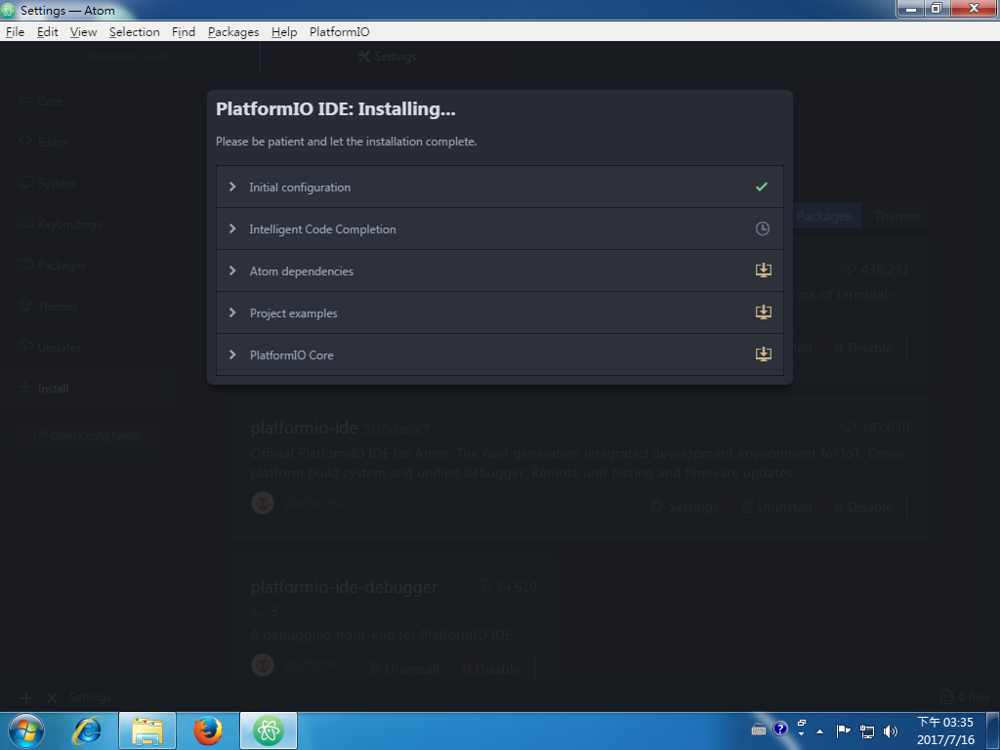 Settings — Atom
File Edit View Selection Find Packages Help PlatformIO
Welcome Guide
Settings
Core
Editor
System
Keybindings
Packages
Themes
Updates
Install
Open Config Folder
PlatformIO IDE: Installing...
Please be patient and let the installation complete.
Initial configuration
Intelligent Code Completion
Atom dependencies
Project examples
PlatformIO Core
Packages Themes
436,231
ork of terminal-
all Disable
platformio-ide 2.0.0-beta.7 187,030
Official PlatformIO IDE for Atom: The next generation integrated development environment for IoT. Cross-
platform build system and unified debugger. Remote unit testing and firmware updates.
platformio Settings Uninstall Disable
platformio-ide-debugger 34,610
1.2.5
A debugging front-end for PlatformIO IDE
platformio Uninstall Disable
Settings 0 files
下午 03:35
2017/7/16